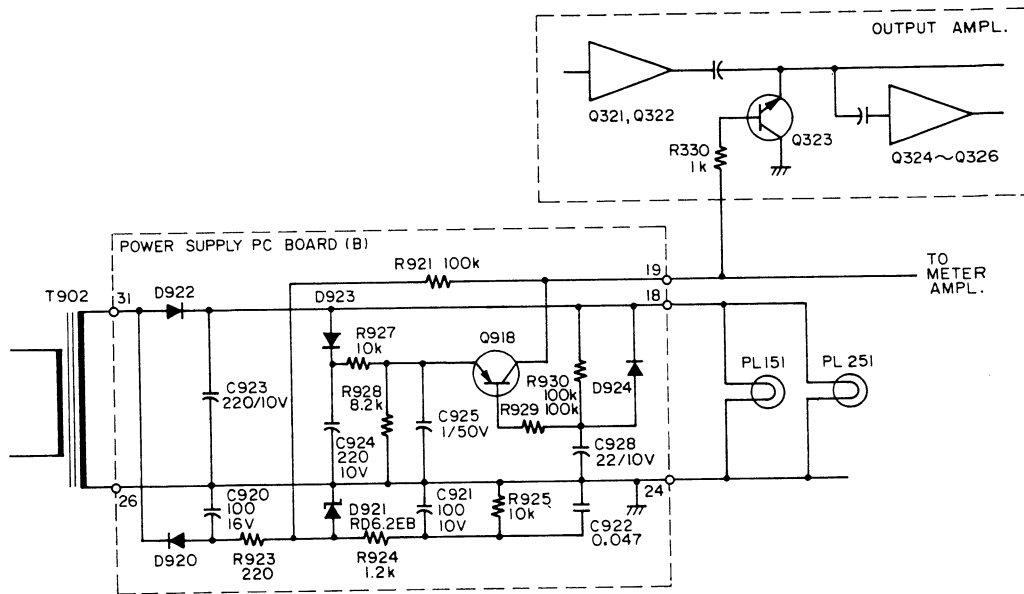 OUTPUT AMPL.
Q321, Q322
Q323
R330
1k
Q324～Q326
POWER SUPPLY PC BOARD (B)
R921 100k
19
TO
METER
AMPL.
T902
31
D922
D923
18
R927
10k
Q918
PL151
PL251
C923
220/10V
R928
8.2k
R930
100k
D924
C925
1/50V
R929
100k
C924
220
10V
C928
22/10V
26
24
C920
100
16V
D921
RD6.2EB
C921
100
10V
R925
10k
C922
0.047
D920
R923
220
R924
1.2k